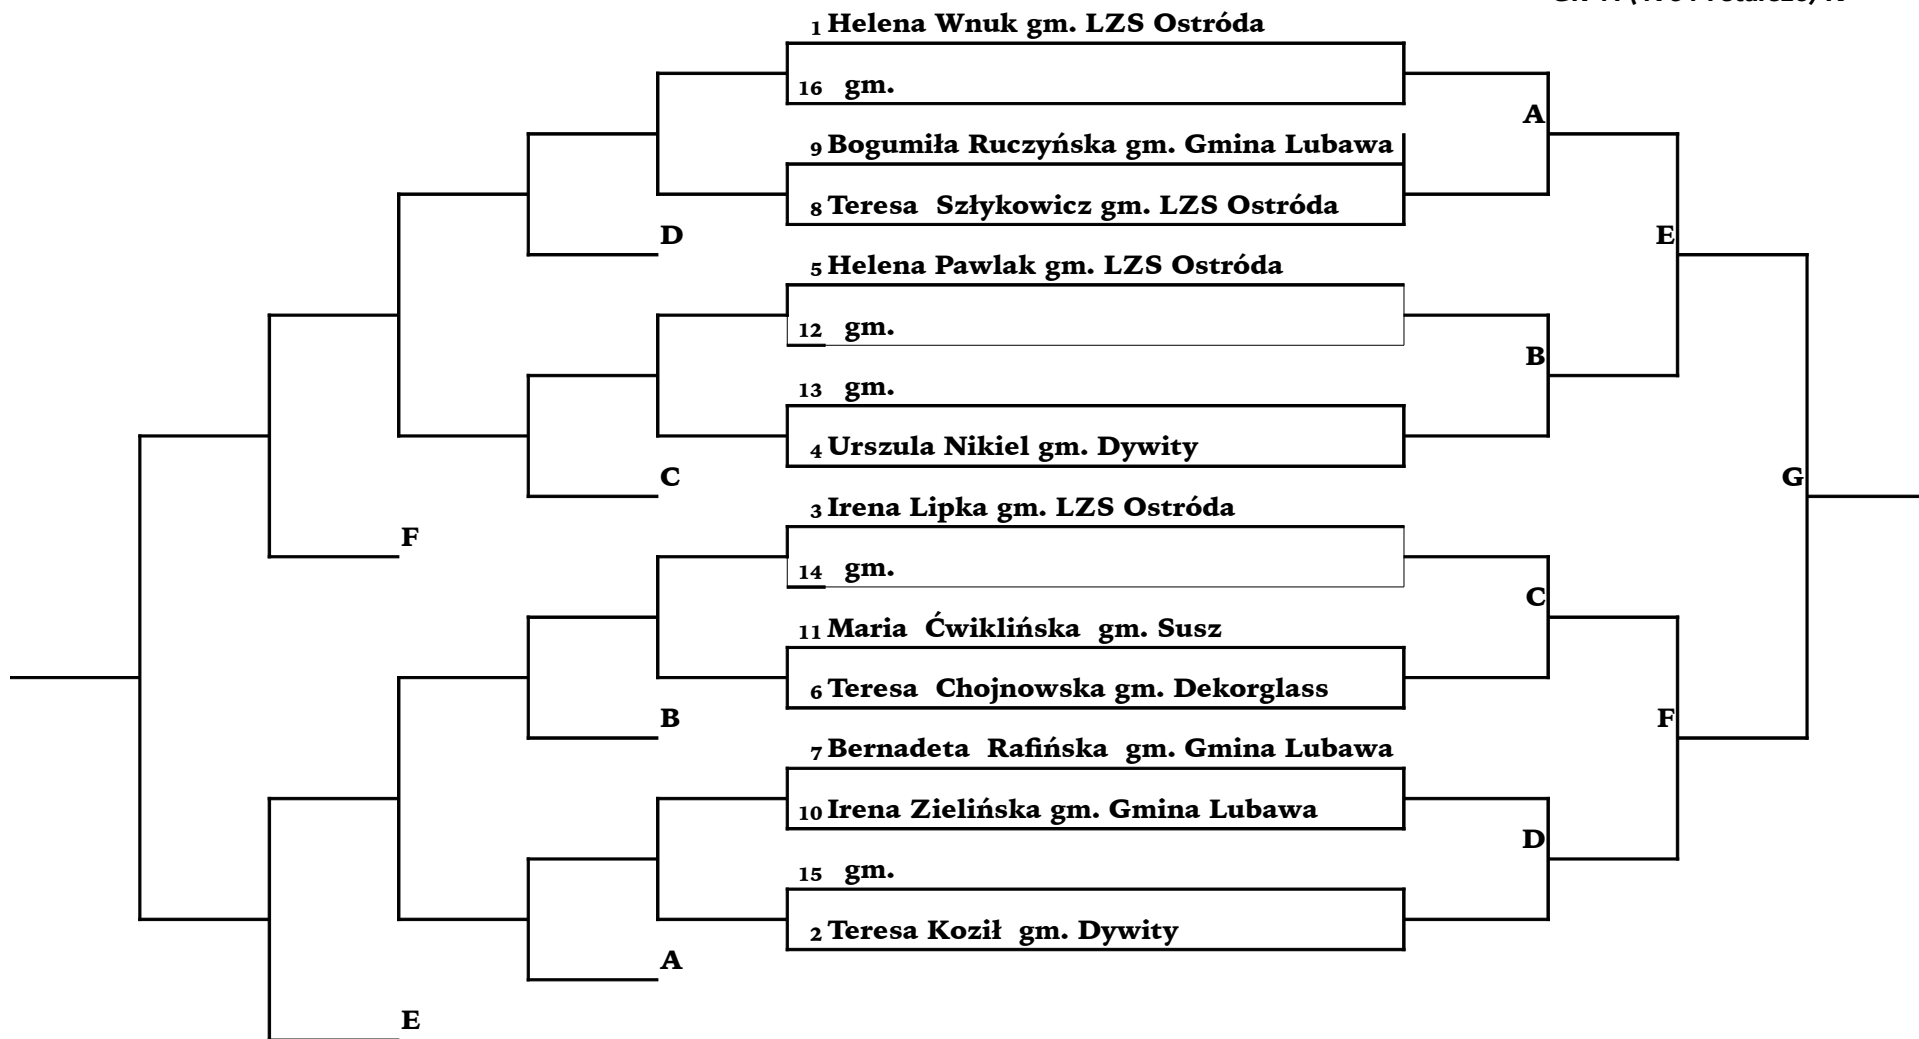 1 Helena Wnuk gm. LZS Ostróda
16 gm.
A
9 Bogumiła Ruczyńska gm. Gmina Lubawa
8 Teresa Szłykowicz gm. LZS Ostróda
D
E
5 Helena Pawlak gm. LZS Ostróda
12 gm.
B
13 gm.
4 Urszula Nikiel gm. Dywity
C
G
3 Irena Lipka gm. LZS Ostróda
F
14 gm.
C
11 Maria Ćwiklińska gm. Susz
6 Teresa Chojnowska gm. Dekorglass
B
F
7 Bernadeta Rafińska gm. Gmina Lubawa
10 Irena Zielińska gm. Gmina Lubawa
D
15 gm.
2 Teresa Koził gm. Dywity
A
E